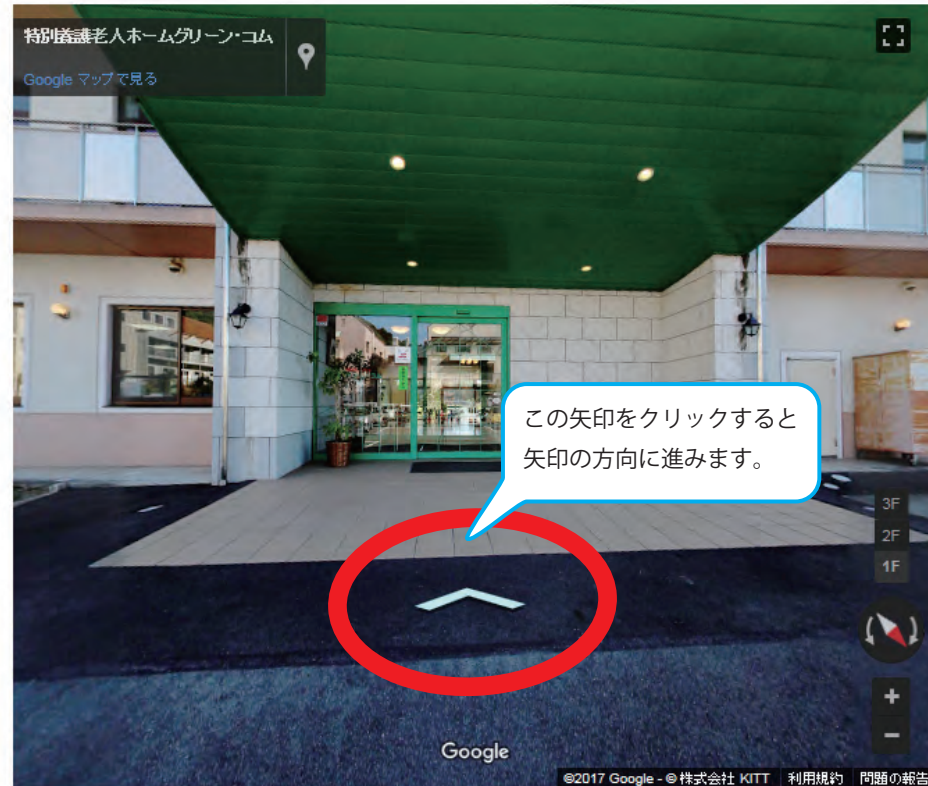 特別養護老人ホームグリーン・コム
Google マップで見る
この矢印をクリックすると
矢印の方向に進みます。
3F
2F
1F
+
−
Google
©2017 Google - © 株式会社 KITT 利用規約 問題の報告